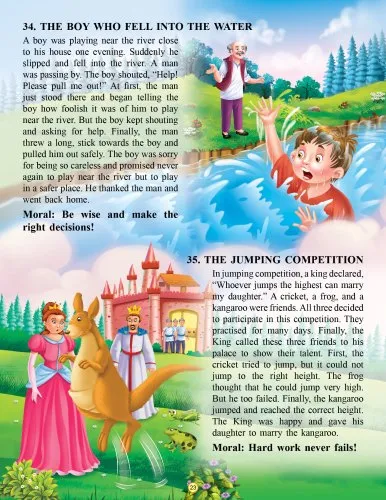 34. THE BOY WHO FELL INTO THE WATER
A boy was playing near the river close
to his house one evening. Suddenly he
slipped and fell into the river. A man
was passing by. The boy shouted, “Help!
Please pull me out!” At first, the man
just stood there and began telling the
boy how foolish it was of him to play
near the river. But the boy kept shouting
and asking for help. Finally, the man
threw a long, stick towards the boy and
pulled him out safely. The boy was sorry
for being so careless and promised never
again to play near the river but to play
in a safer place. He thanked the man and
went back home.
Moral: Be wise and make the
right decisions!
35. THE JUMPING COMPETITION
In jumping competition, a king declared,
“Whoever jumps the highest can marry
my daughter.” A cricket, a frog, and a
kangaroo were friends. All three decided
to participate in this competition. They
practised for many days. Finally, the
King called these three friends to his
palace to show their talent. First, the
cricket tried to jump, but it could not
jump to the right height. The frog
thought that he could jump very high.
But he too failed. Finally, the kangaroo
jumped and reached the correct height.
The King was happy and gave his
daughter to marry the kangaroo.
Moral: Hard work never fails!